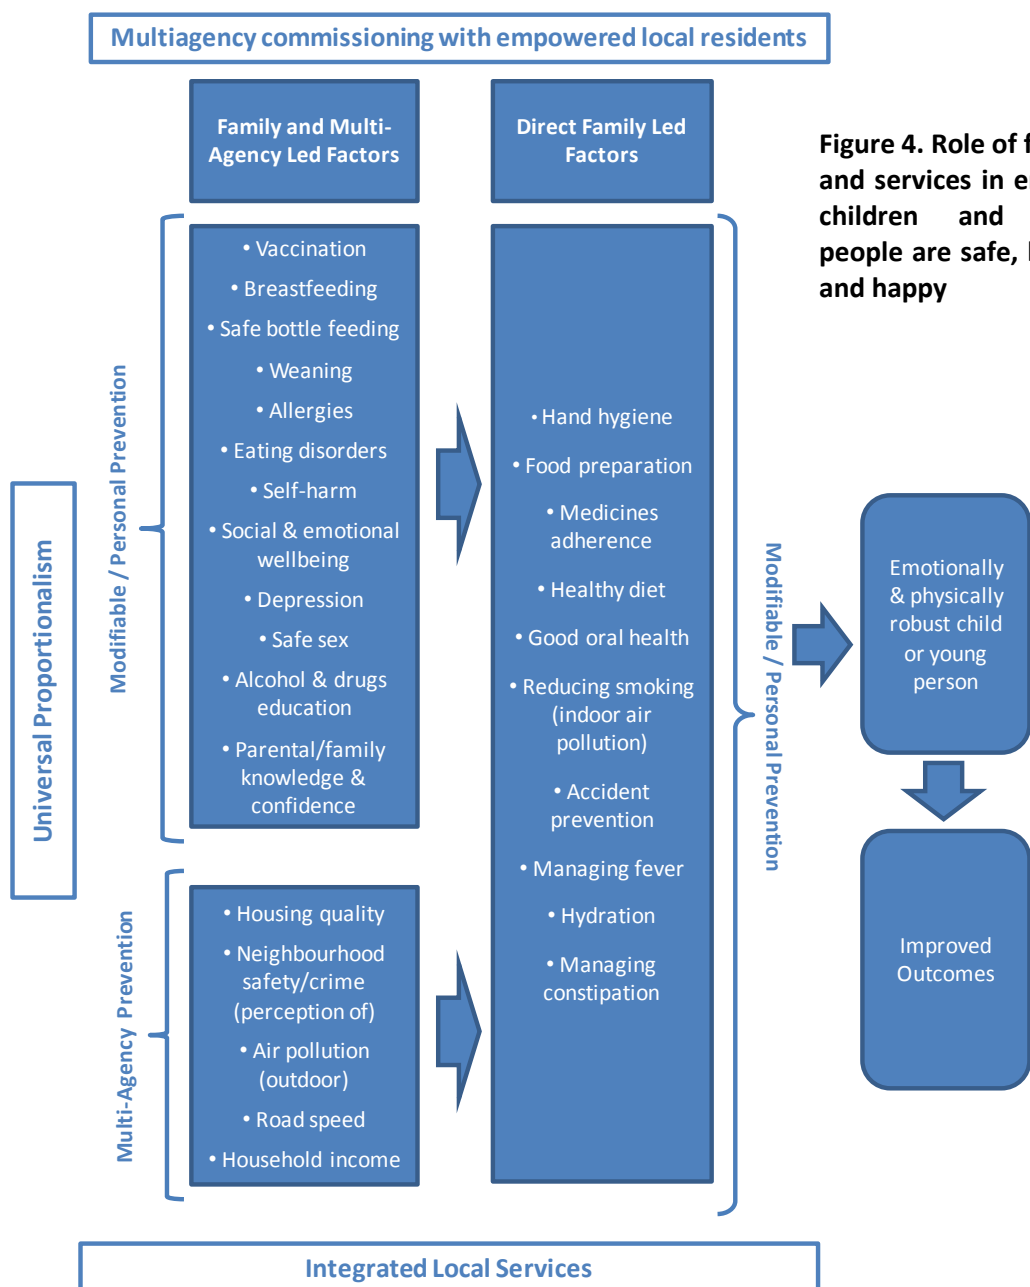 Multiagency commissioning with empowered local residents
Family and Multi-
Agency Led Factors
Direct Family Led
Factors
Figure 4. Role of
and services in
children and
people are safe,
and happy
Universal Proportionalism
Modifiable / Personal Prevention
• Vaccination
• Breastfeeding
• Safe bottle feeding
• Weaning
• Allergies
• Eating disorders
• Self-harm
• Social & emotional
wellbeing
• Depression
• Safe sex
• Alcohol & drugs
education
• Parental/family
knowledge &
confidence
Multi-Agency Prevention
• Housing quality
• Neighbourhood
safety/crime
(perception of)
• Air pollution
(outdoor)
• Road speed
• Household income
• Hand hygiene
• Food preparation
• Medicines
adherence
• Healthy diet
• Good oral health
• Reducing smoking
(indoor air
pollution)
• Accident
prevention
• Managing fever
• Hydration
• Managing
constipation
Modifiable / Personal Prevention
Emotionally
& physically
robust child
or young
person
Improved
Outcomes
Integrated Local Services